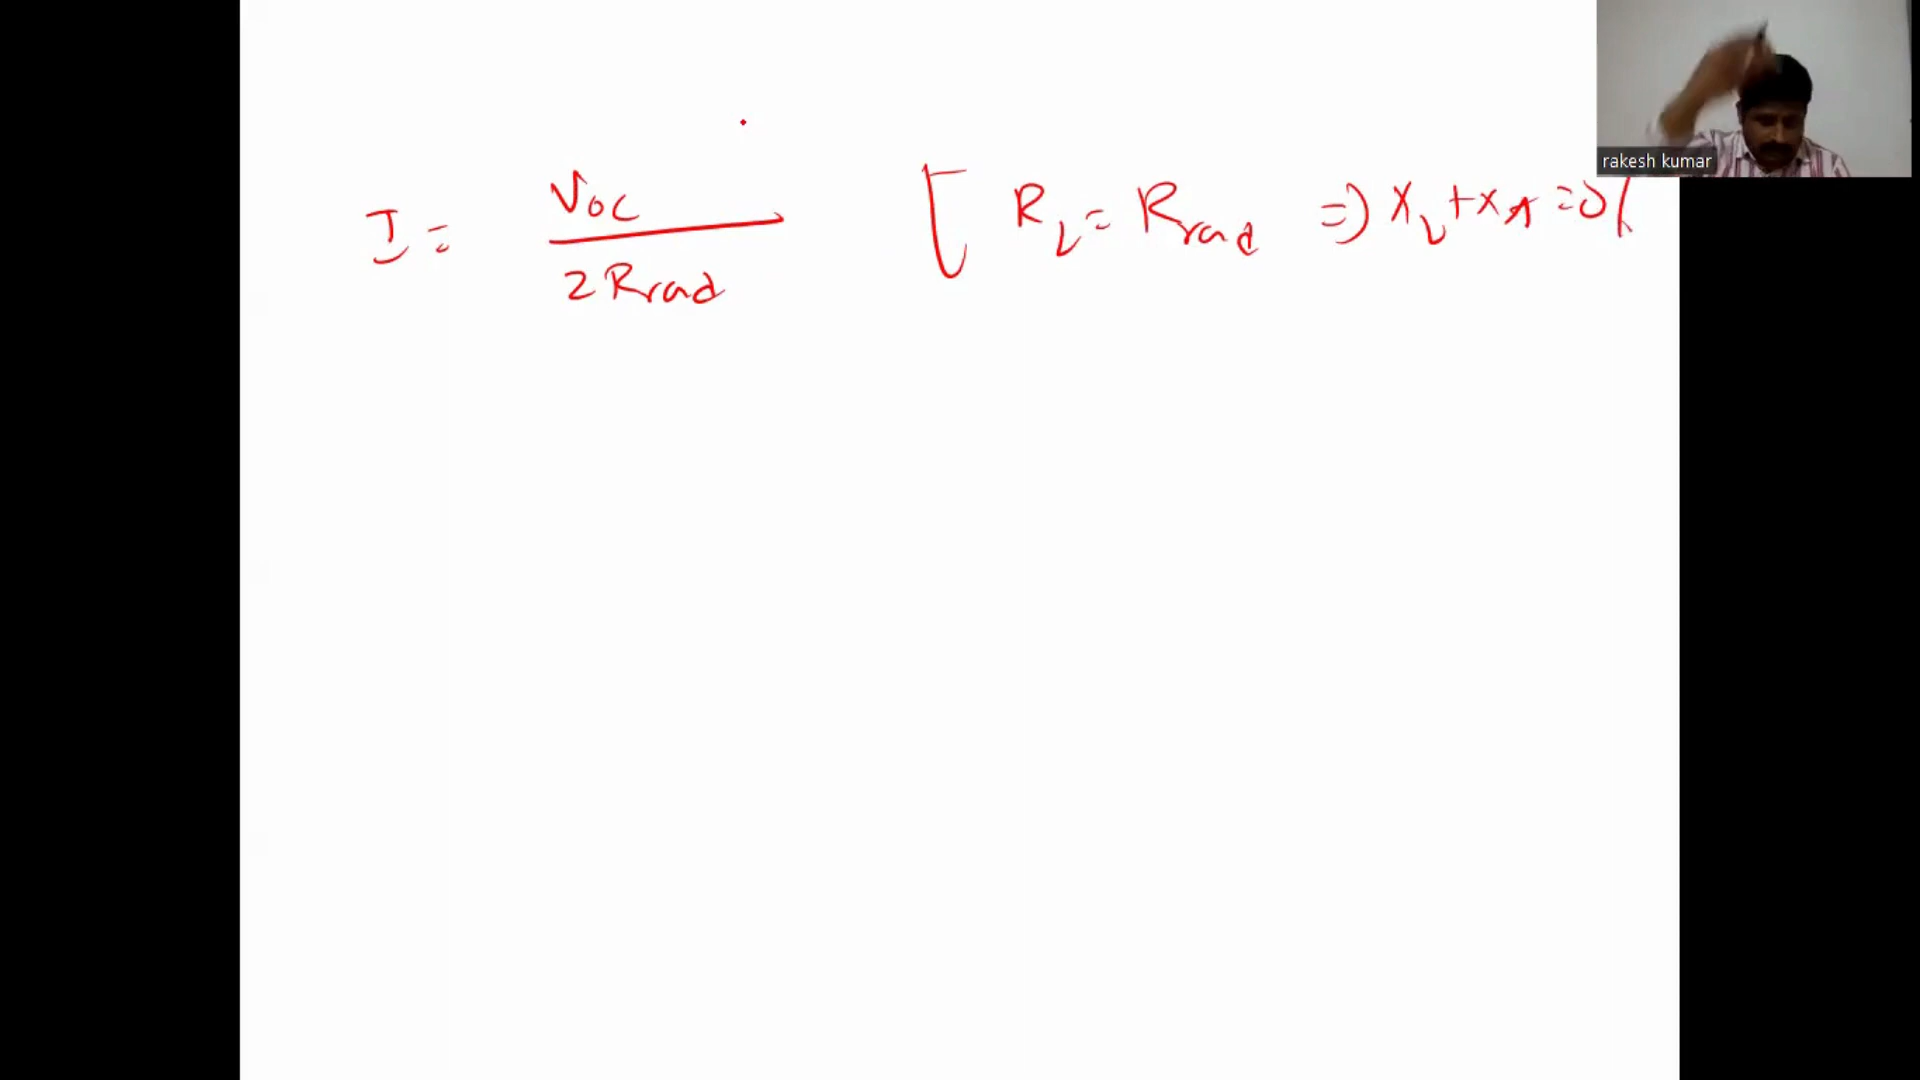 I = Voc / 2Rrad [ RL = Rrad => XL + XA = 0 (
rakesh kumar